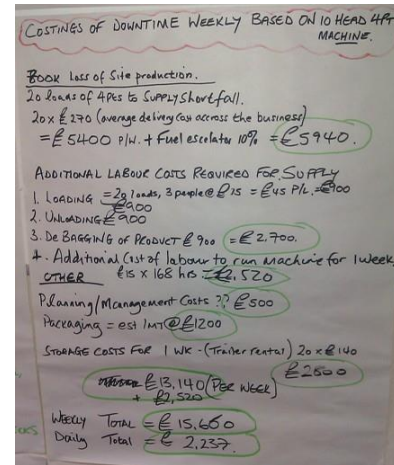 COSTINGS OF DOWNTIME WEEKLY BASED ON 10 HEAD 4PT
MACHINE.
Loss of Site production.
20 loads of 4PTS to SUPPLY Shortfall.
20 x £270 (average delivery cost accross the business)
= £5400 P/W. + Fuel escelator 10% = £5940.
ADDITIONAL LABOUR COSTS REQUIRED FOR SUPPLY
1. LOADING = 20 loads, 3 people @ £15 = £45 P/L. = £900
£900
2. UNLOADING £900
3. DE BAGGING OF PRODUCT £900 = £2,700.
4. Additional Cost of labour to run machine for 1 week,
OTHER £15 x 168 hrs = £2,520
Planning/Management Costs ?? £500
Packaging = est 1MT @ £1200
STORAGE COSTS FOR 1 WK - (Trailer rental) 20 x £140
£2800
£13,140 (PER WEEK)
+ £2,520
WEEKLY TOTAL = £15,660
Daily Total = £2,237.